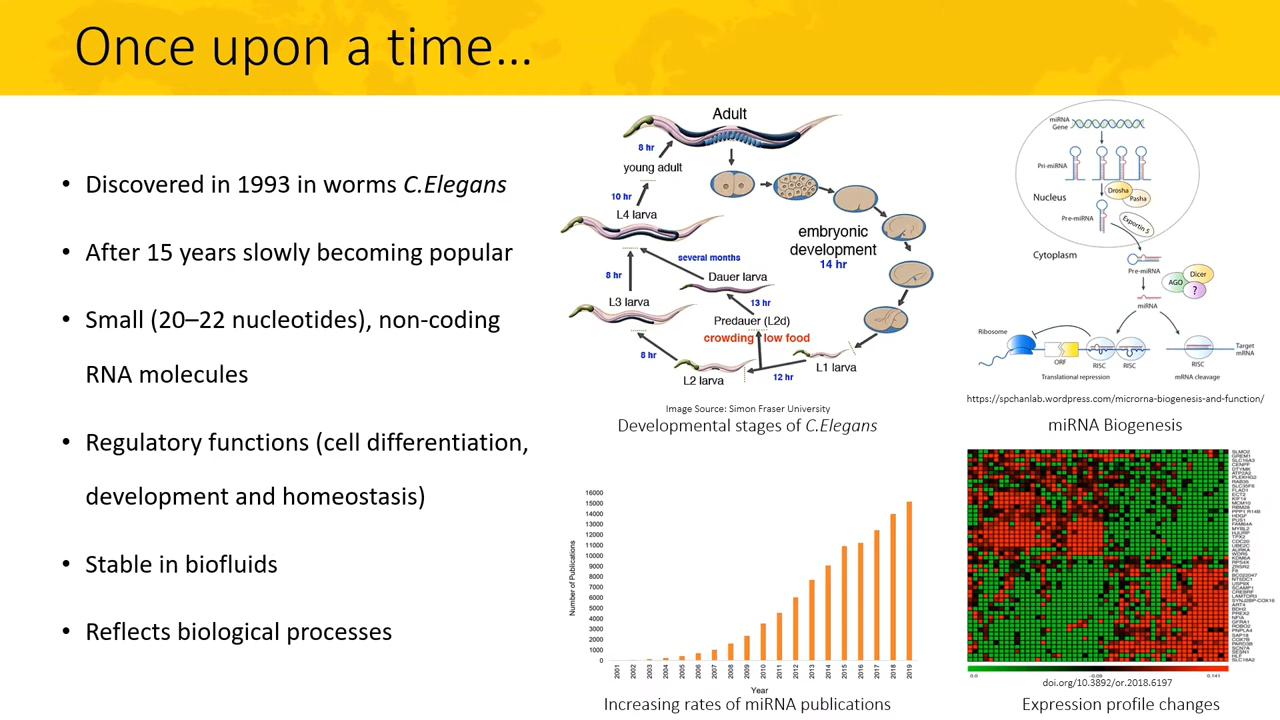 Once upon a time...
• Discovered in 1993 in worms C.Elegans
• After 15 years slowly becoming popular
• Small (20–22 nucleotides), non-coding
RNA molecules
• Regulatory functions (cell differentiation,
development and homeostasis)
• Stable in biofluids
• Reflects biological processes
Adult
8 hr
young adult
10 hr
L4 larva
embryonic
development
14 hr
several months
Dauer larva
8 hr
L3 larva
13 hr
Predauer (L2d)
crowding low food
8 hr
L2 larva
12 hr
L1 larva
Image Source: Simon Fraser University
Developmental stages of C.Elegans
miRNA
Gene
Pri-miRNA
Drosha
Pasha
Nucleus
Pre-miRNA
Exportin 5
Cytoplasm
Pre-miRNA
AGO
Dicer
?
miRNA
Ribosome
ORF
RISC
RISC
RISC
Target
mRNA
Translational repression
mRNA cleavage
https://spchanlab.wordpress.com/microrna-biogenesis-and-function/
miRNA Biogenesis
Number of Publications
16000
15000
14000
13000
12000
11000
10000
9000
8000
7000
6000
5000
4000
3000
2000
1000
0
2001 2002 2003 2004 2005 2006 2007 2008 2009 2010 2011 2012 2013 2014 2015 2016 2017 2018 2019
Year
Increasing rates of miRNA publications
0.0
-0.09
0.141
doi.org/10.3892/or.2018.6197
Expression profile changes